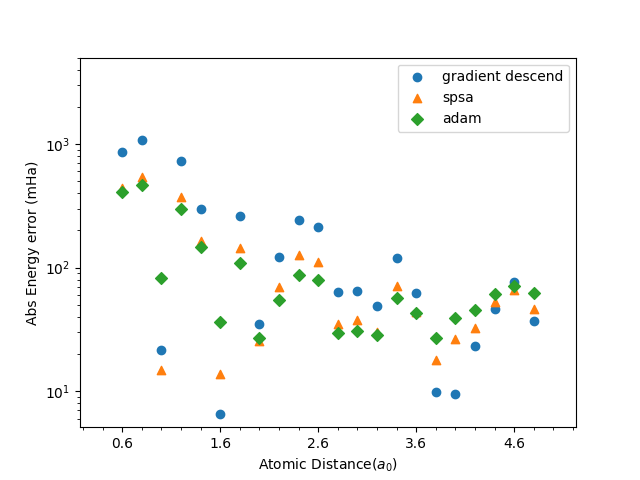 gradient descend
spsa
adam
10³
10²
10¹
Abs Energy error (mHa)
0.6 1.6 2.6 3.6 4.6
Atomic Distance(a₀)